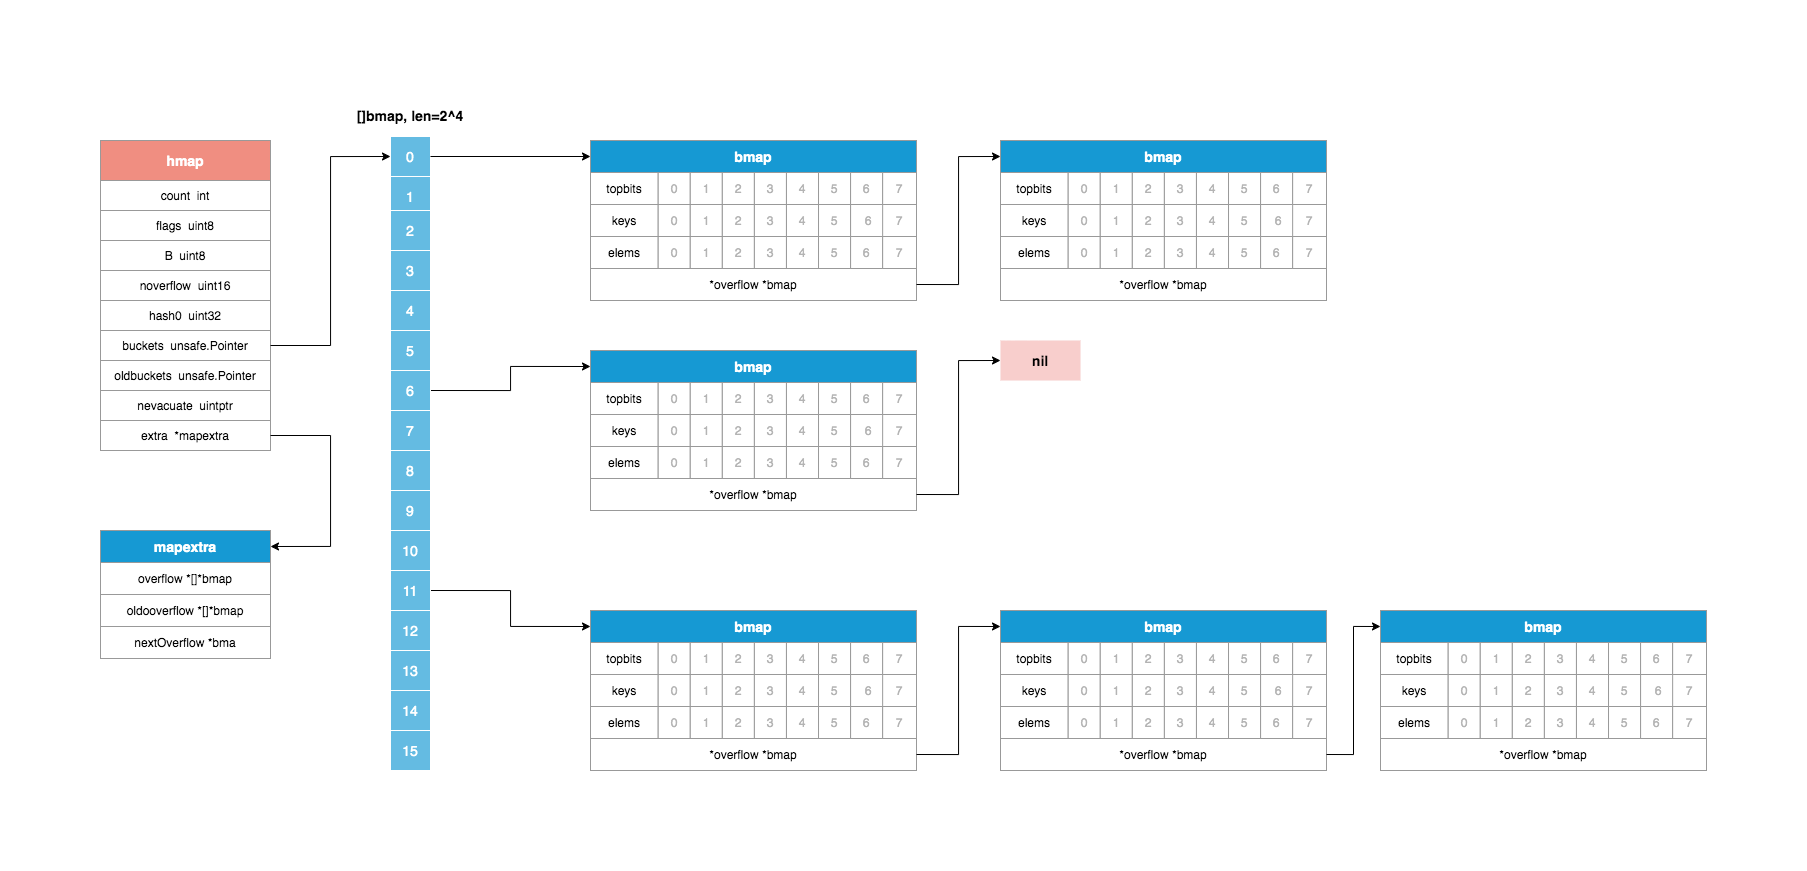 []bmap, len=2^4
hmap
count int
flags uint8
B uint8
noverflow uint16
hash0 uint32
buckets unsafe.Pointer
oldbuckets unsafe.Pointer
nevacuate uintptr
extra *mapextra
mapextra
overflow *[]*bmap
oldooverflow *[]*bmap
nextOverflow *bma
0
1
2
3
4
5
6
7
8
9
10
11
12
13
14
15
bmap
topbits 0 1 2 3 4 5 6 7
keys 0 1 2 3 4 5 6 7
elems 0 1 2 3 4 5 6 7
*overflow *bmap
bmap
topbits 0 1 2 3 4 5 6 7
keys 0 1 2 3 4 5 6 7
elems 0 1 2 3 4 5 6 7
*overflow *bmap
bmap
topbits 0 1 2 3 4 5 6 7
keys 0 1 2 3 4 5 6 7
elems 0 1 2 3 4 5 6 7
*overflow *bmap
nil
bmap
topbits 0 1 2 3 4 5 6 7
keys 0 1 2 3 4 5 6 7
elems 0 1 2 3 4 5 6 7
*overflow *bmap
bmap
topbits 0 1 2 3 4 5 6 7
keys 0 1 2 3 4 5 6 7
elems 0 1 2 3 4 5 6 7
*overflow *bmap
bmap
topbits 0 1 2 3 4 5 6 7
keys 0 1 2 3 4 5 6 7
elems 0 1 2 3 4 5 6 7
*overflow *bmap